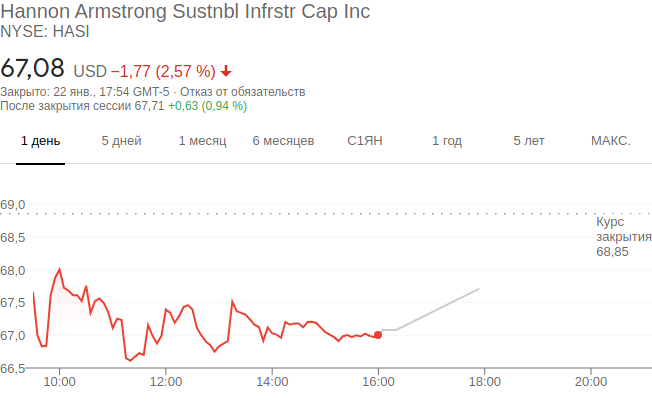 Hannon Armstrong Sustnbl Infrstr Cap Inc
NYSE: HASI
67,08 USD −1,77 (2,57 %)
Закрыто: 22 янв., 17:54 GMT-5 · Отказ от обязательств
После закрытия сессии 67,71 +0,63 (0,94 %)
1 день 5 дней 1 месяц 6 месяцев С1ЯН 1 год 5 лет МАКС.
69,0
Курс
закрытия
68,85
68,5
68,0
67,5
67,0
66,5
10:00 12:00 14:00 16:00 18:00 20:00